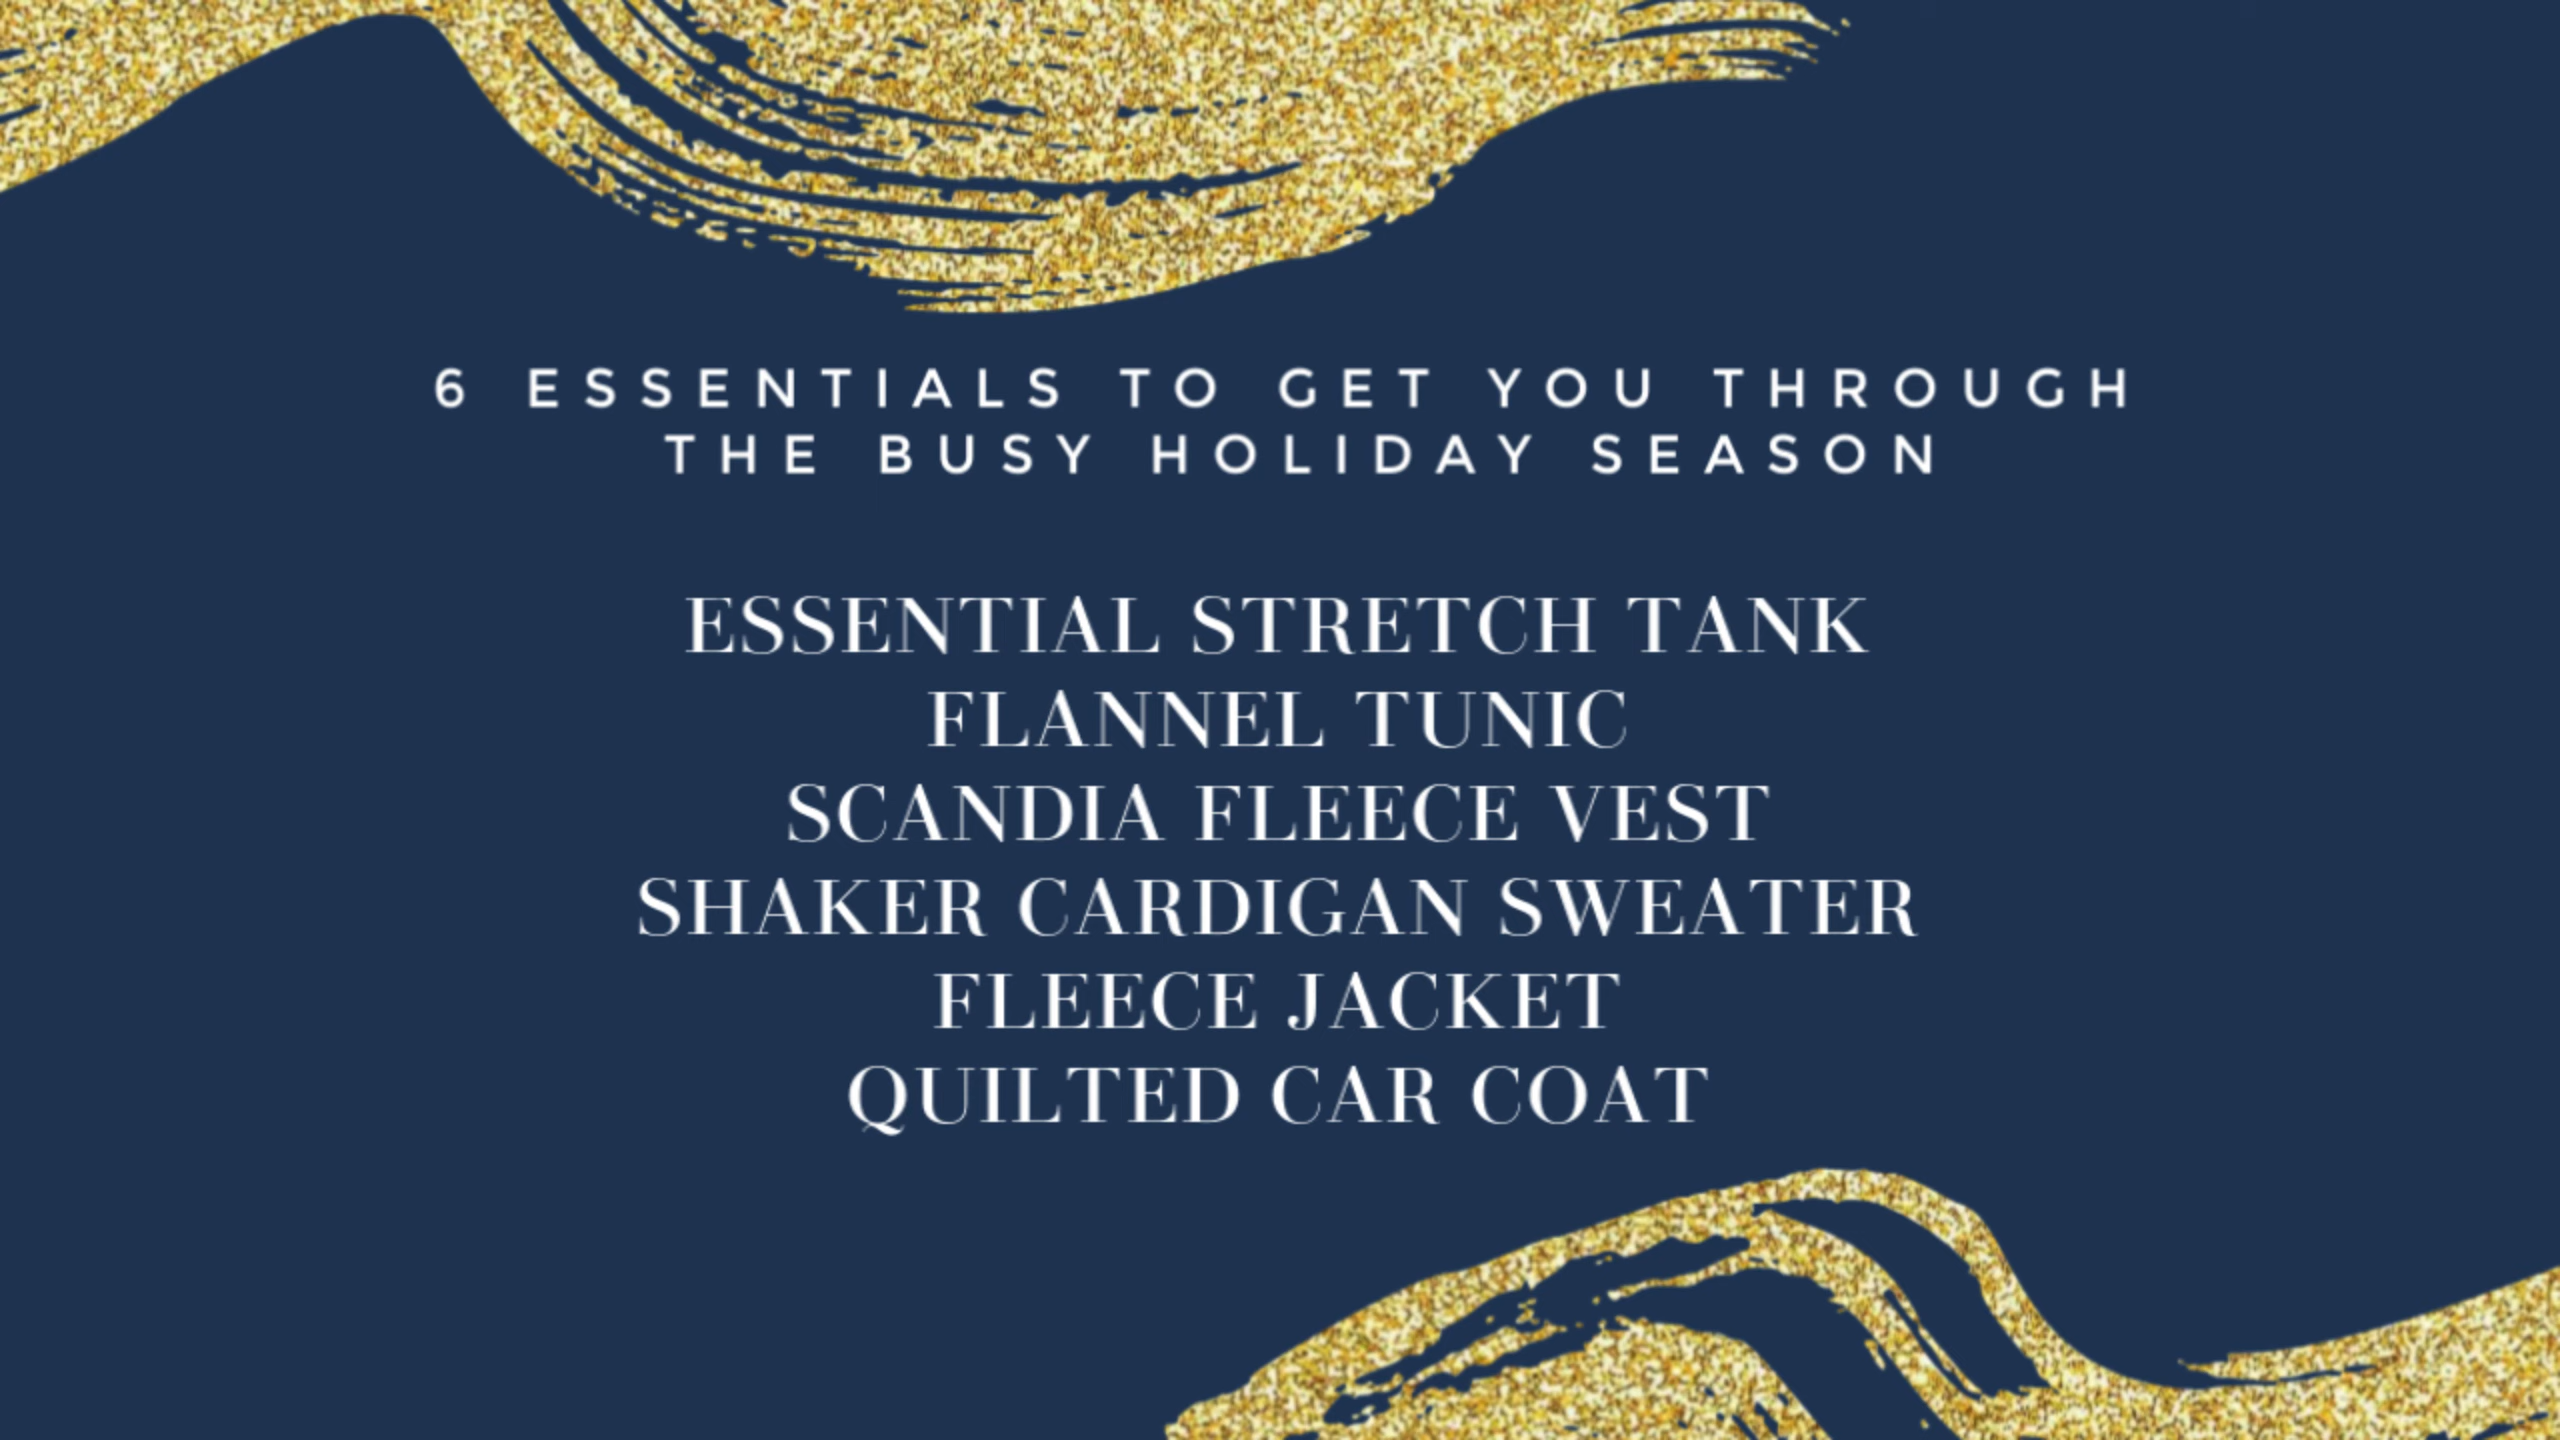 6 ESSENTIALS TO GET YOU THROUGH
THE BUSY HOLIDAY SEASON
ESSENTIAL STRETCH TANK
FLANNEL TUNIC
SCANDIA FLEECE VEST
SHAKER CARDIGAN SWEATER
FLEECE JACKET
QUILTED CAR COAT